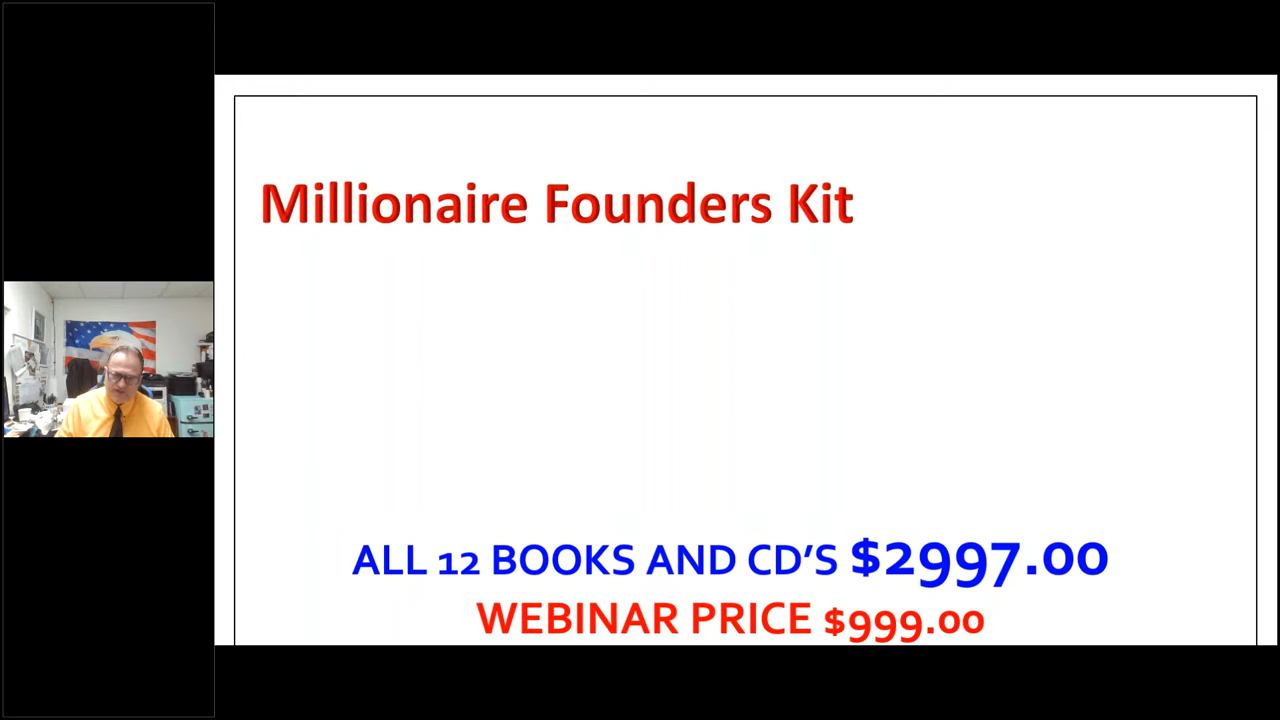 Millionaire Founders Kit
ALL 12 BOOKS AND CD’S $2997.00
WEBINAR PRICE $999.00